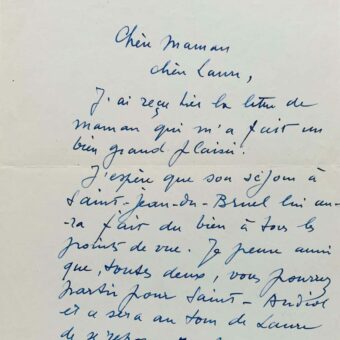 Chère Maman
chère Laure,
J'ai reçu hier la lettre de
maman qui m'a fait un
bien grand plaisir.
J'espère que son séjour à
Saint-Jean-du-Bruel lui au-
-ra fait du bien à tous les
points de vue. Je pense aussi
que, toutes deux, vous pourrez
partir pour Saint-Andiol
et ce sera au tour de Laure
de se